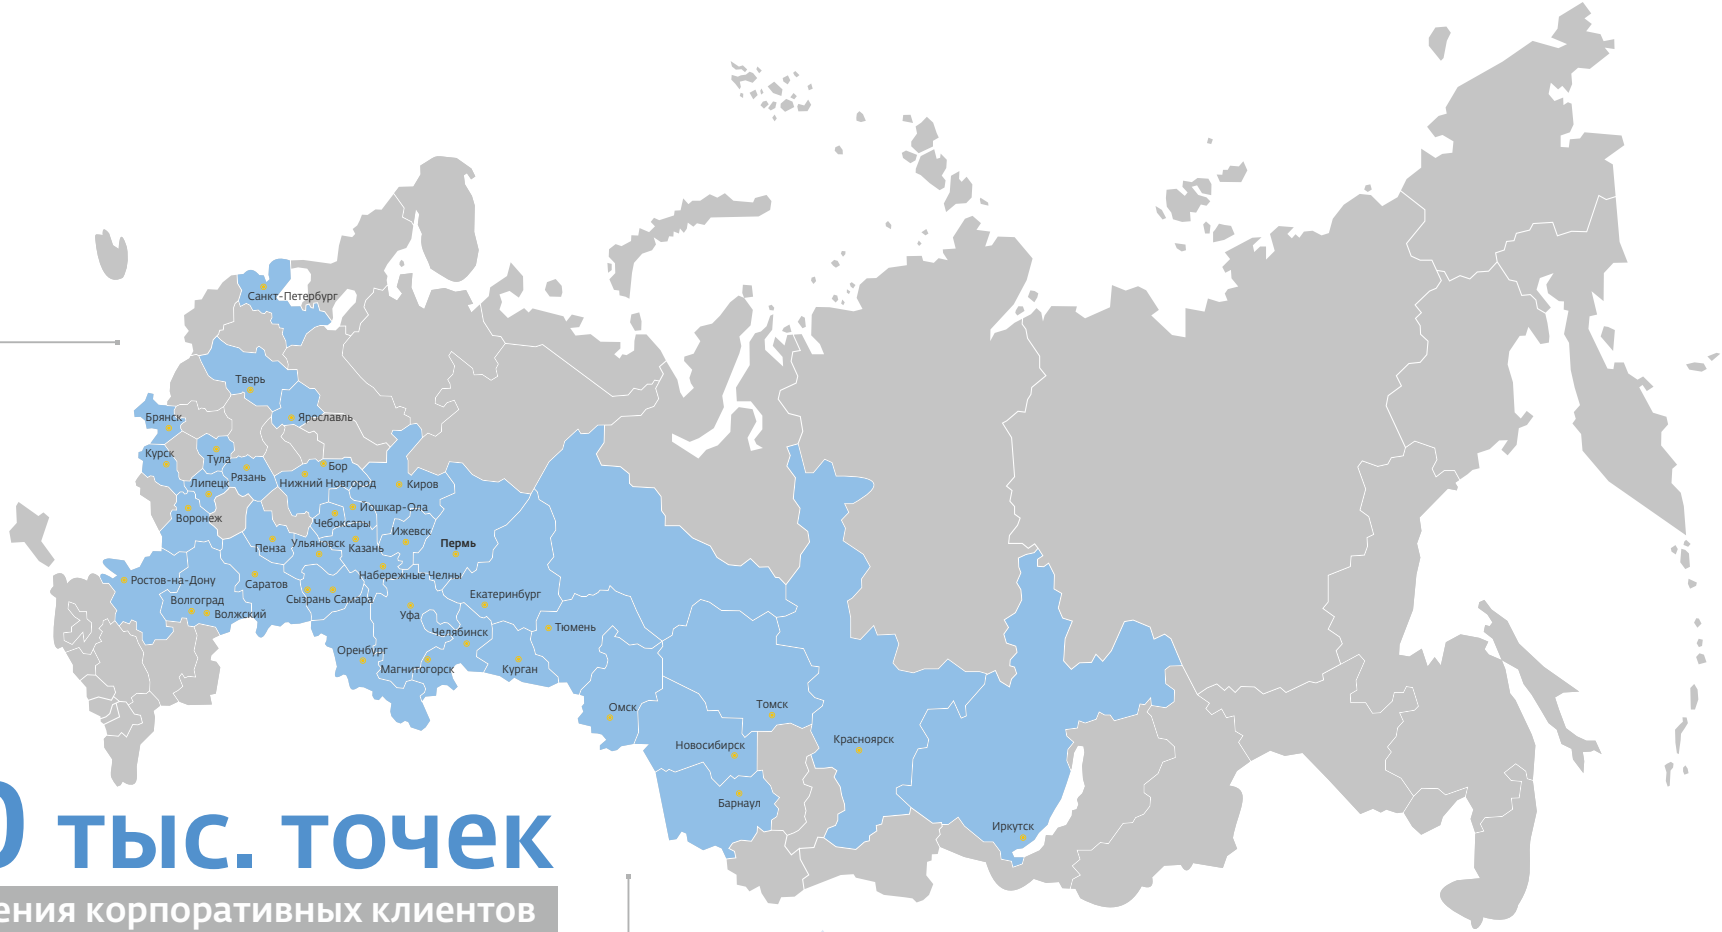 Санкт-Петербург
Тверь
Ярославль
Брянск
Курск
Тула
Бор
Рязань
Нижний Новгород
Киров
Липецк
Йошкар-Ола
Воронеж
Чебоксары
Ижевск
Пермь
Пенза
Ульяновск
Казань
Набережные Челны
Ростов-на-Дону
Саратов
Екатеринбург
Сызрань
Самара
Волгоград
Волжский
Уфа
Тюмень
Челябинск
Оренбург
Магнитогорск
Курган
Омск
Томск
Новосибирск
Красноярск
Барнаул
Иркутск
0 тыс. точек
ения корпоративных клиентов